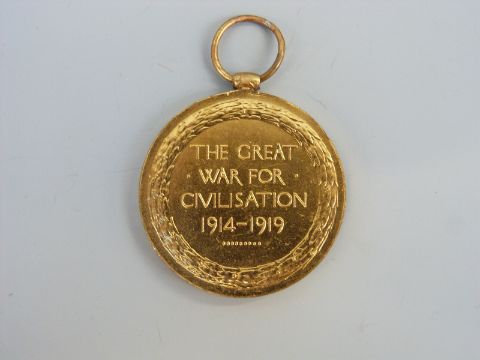 THE GREAT
· WAR FOR ·
CIVILISATION
1914–1919